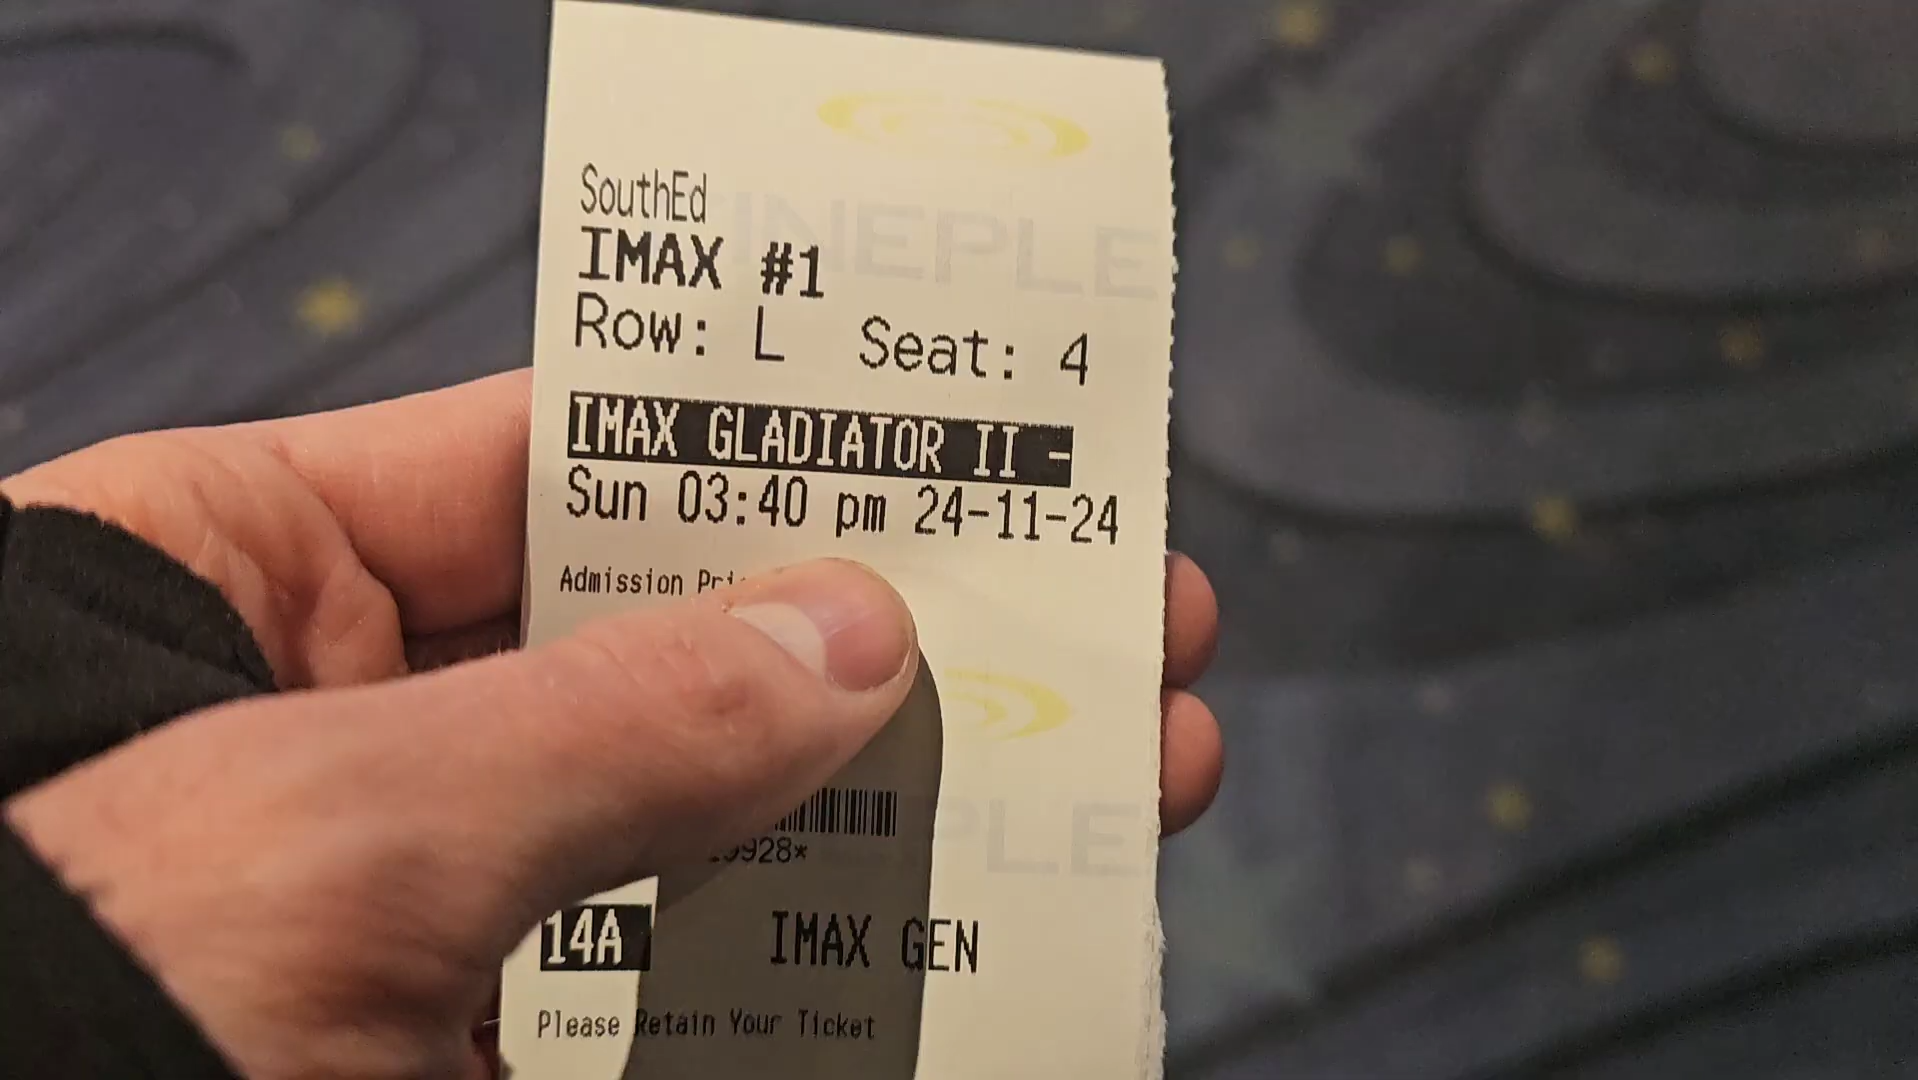 SouthEd
IMAX #1
Row: L Seat: 4
IMAX GLADIATOR II -
Sun 03:40 pm 24-11-24
Admission
9928*
14A IMAX GEN
Please Retain Your Ticket